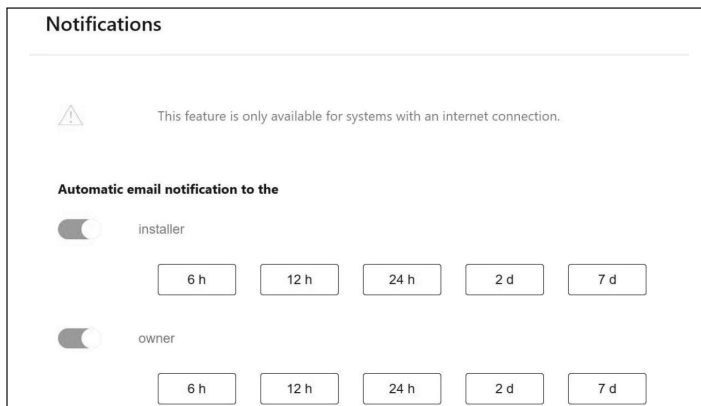 Notifications
This feature is only available for systems with an internet connection.
Automatic email notification to the
installer
6 h 12 h 24 h 2 d 7 d
owner
6 h 12 h 24 h 2 d 7 d